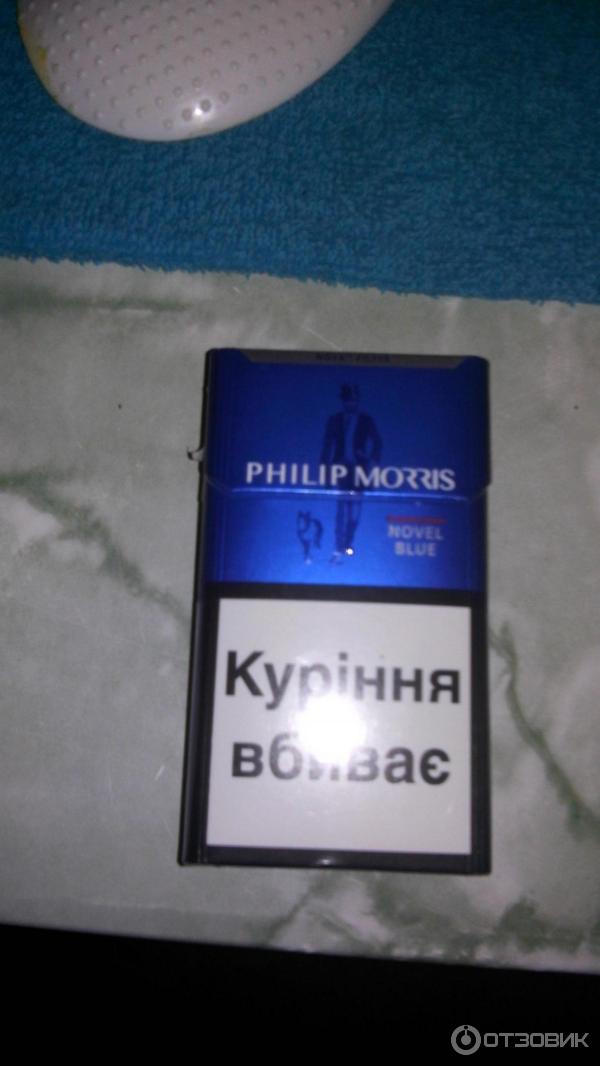 PHILIP MORRIS
NOVEL
BLUE
Куріння
вбиває
ОТЗОВИК